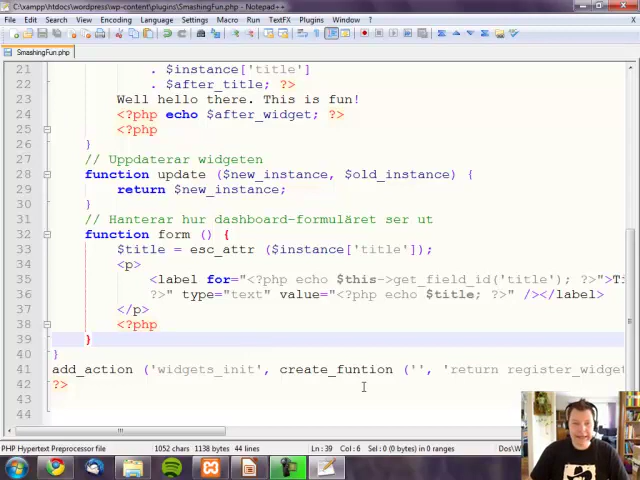 C:\xampp\htdocs\wordpress\wp-content\plugins\SmashingFun.php - Notepad++
File Edit Search View Encoding Language Settings Macro Run TextFX Plugins Window ?
SmashingFun.php
21 . $instance['title']
22 . $after_title; ?>
23 Well hello there. This is fun!
24 <?php echo $after_widget; ?>
25 <?php
26 }
27 // Uppdaterar widgeten
28 function update ($new_instance, $old_instance) {
29 return $new_instance;
30 }
31 // Hanterar hur dashboard-formuläret ser ut
32 function form () {
33 $title = esc_attr ($instance['title']);
34 <p>
35 <label for="<?php echo $this->get_field_id('title'); ?>">Ti
36 ?>" type="text" value="<?php echo $title; ?>" /></label>
37 </p>
38 <?php
39 }
40 }
41 add_action ('widgets_init', create_funtion ('', 'return register_widget
42 ?>
43
44
PHP Hypertext Preprocessor file 1052 chars 1138 bytes 44 lines Ln : 39 Col : 6 Sel : 0 (0 bytes) in 0 ranges